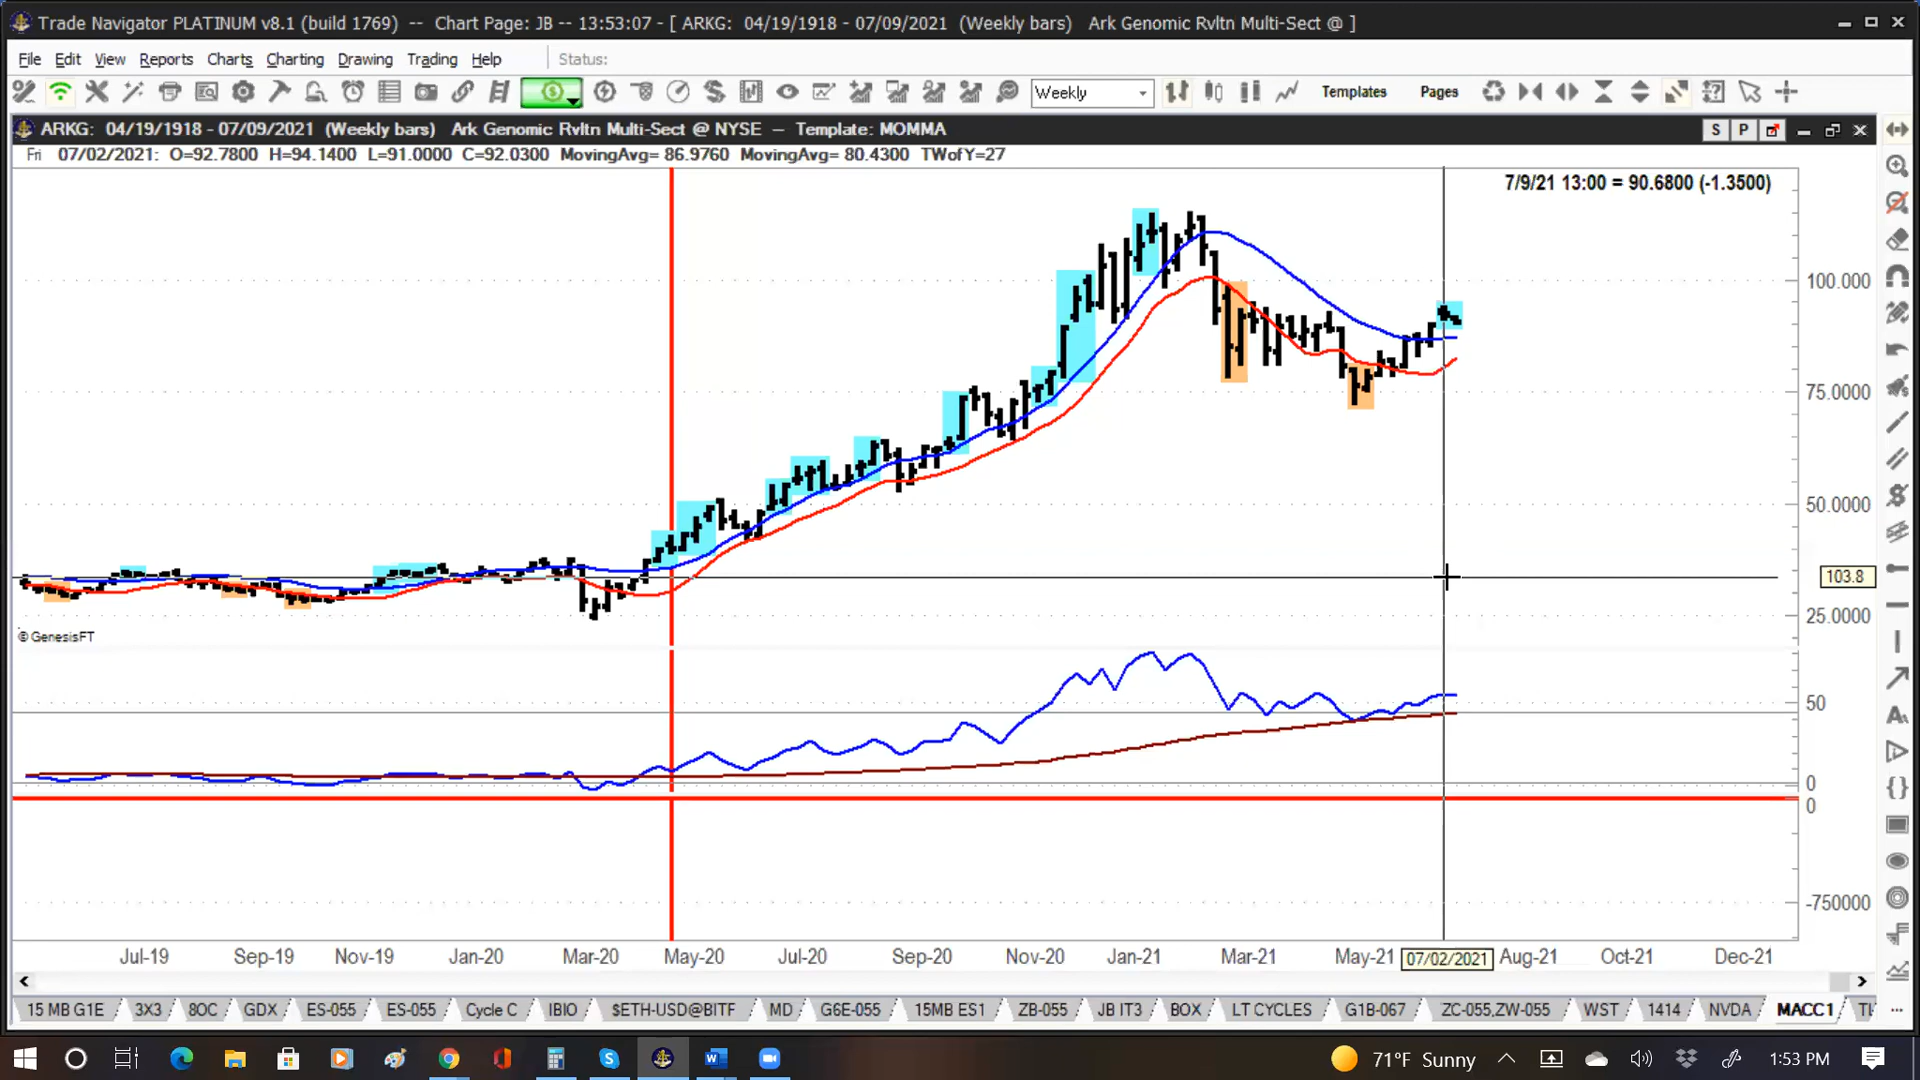 Trade Navigator PLATINUM v8.1 (build 1769) -- Chart Page: JB -- 13:53:07 - [ ARKG: 04/19/1918 - 07/09/2021 (Weekly bars) Ark Genomic Rvltn Multi-Sect @ ]
File Edit View Reports Charts Charting Drawing Trading Help Status:
Weekly Templates Pages
ARKG: 04/19/1918 - 07/09/2021 (Weekly bars) Ark Genomic Rvltn Multi-Sect @ NYSE - Template: MOMMA S P
Fri 07/02/2021: O=92.7800 H=94.1400 L=91.0000 C=92.0300 MovingAvg= 86.9760 MovingAvg= 80.4300 TWofY=27
7/9/21 13:00 = 90.6800 (-1.3500)
100.000
75.0000
50.0000
103.8
25.0000
© GenesisFT
50
0
0
-750000
Jul-19 Sep-19 Nov-19 Jan-20 Mar-20 May-20 Jul-20 Sep-20 Nov-20 Jan-21 Mar-21 May-21 07/02/2021 Aug-21 Oct-21 Dec-21
15 MB G1E 3X3 8OC GDX ES-055 ES-055 Cycle C IBIO $ETH-USD@BITF MD G6E-055 15MB ES1 ZB-055 JB IT3 BOX LT CYCLES G1B-067 ZC-055,ZW-055 WST 1414 NVDA MACC1
71°F Sunny 1:53 PM